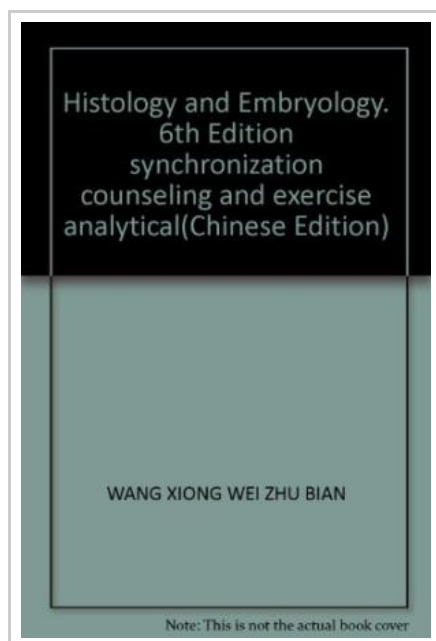 Histology and Embryology.
6th Edition
synchronization
counseling and exercise
analytical(Chinese Edition)
WANG XIONG WEI ZHU BIAN
Note: This is not the actual book cover